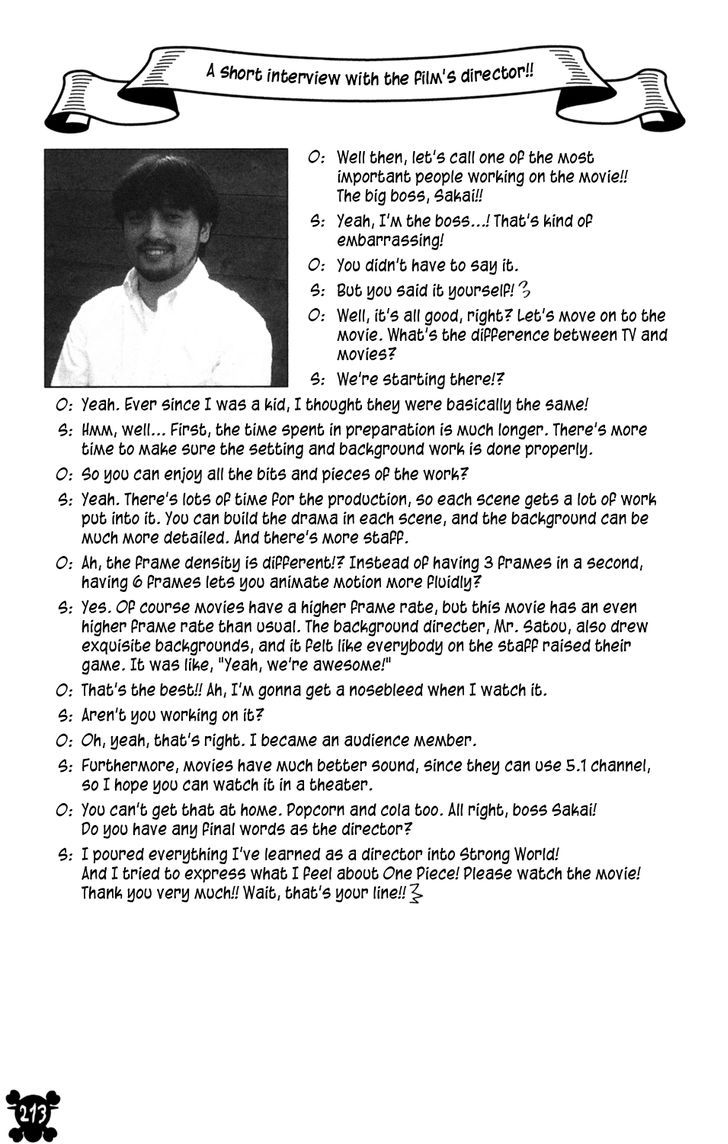 A short interview with the film's director!!
O: Well then, let's call one of the most
important people working on the movie!!
The big boss, Sakai!!
S: Yeah, I'm the boss...! That's kind of
embarrassing!
O: You didn't have to say it.
S: But you said it yourself!
O: Well, it's all good, right? Let's move on to the
movie. What's the difference between TV and
movies?
S: We're starting there!?
O: Yeah. Ever since I was a kid, I thought they were basically the same!
S: Hmm, well... First, the time spent in preparation is much longer. There's more
time to make sure the setting and background work is done properly.
O: So you can enjoy all the bits and pieces of the work?
S: Yeah. There's lots of time for the production, so each scene gets a lot of work
put into it. You can build the drama in each scene, and the background can be
much more detailed. And there's more staff.
O: Ah, the frame density is different!? Instead of having 3 frames in a second,
having 6 frames lets you animate motion more fluidly?
S: Yes. Of course movies have a higher frame rate, but this movie has an even
higher frame rate than usual. The background directer, Mr. Satou, also drew
exquisite backgrounds, and it felt like everybody on the staff raised their
game. It was like, "Yeah, we're awesome!"
O: That's the best!! Ah, I'm gonna get a nosebleed when I watch it.
S: Aren't you working on it?
O: Oh, yeah, that's right. I became an audience member.
S: Furthermore, movies have much better sound, since they can use 5.1 channel,
so I hope you can watch it in a theater.
O: You can't get that at home. Popcorn and cola too. All right, boss Sakai!
Do you have any final words as the director?
S: I poured everything I've learned as a director into Strong World!
And I tried to express what I feel about One Piece! Please watch the movie!
Thank you very much!! Wait, that's your line!!
213